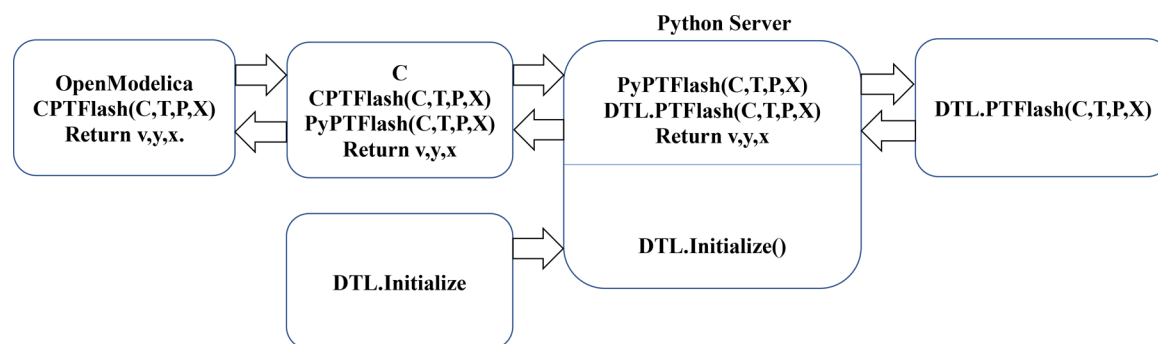 Python Server
OpenModelica
CPTFlash(C,T,P,X)
Return v,y,x.
C
CPTFlash(C,T,P,X)
PyPTFlash(C,T,P,X)
Return v,y,x
PyPTFlash(C,T,P,X)
DTL.PTFlash(C,T,P,X)
Return v,y,x
DTL.PTFlash(C,T,P,X)
DTL.Initialize
DTL.Initialize()